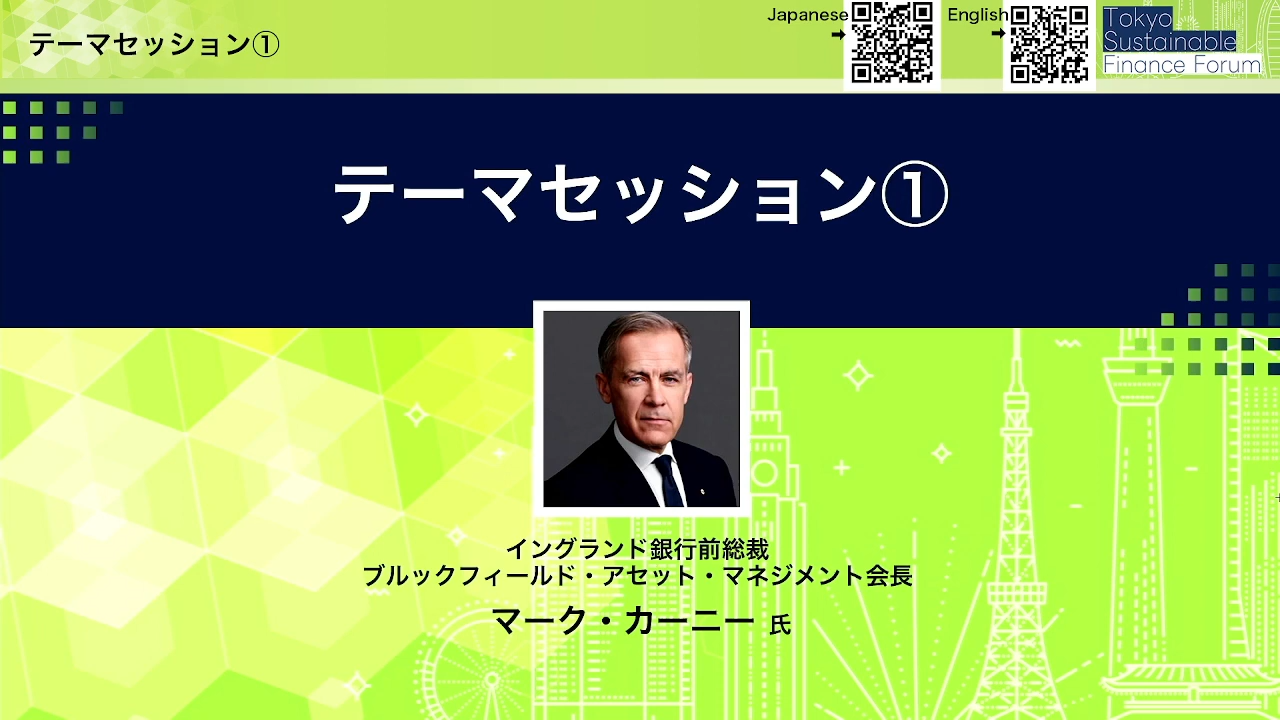 テーマセッション①
Japanese
➡
English
➡
Tokyo
Sustainable
Finance Forum
テーマセッション①
イングランド銀行前総裁
ブルックフィールド・アセット・マネジメント会長
マーク・カーニー 氏